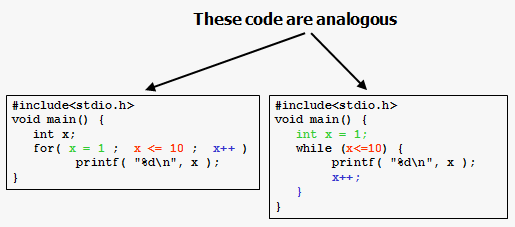 These code are analogous
#include<stdio.h>
void main() {
int x;
for( x = 1 ; x <= 10 ; x++ )
printf( "%d\n", x );
}
#include<stdio.h>
void main() {
int x = 1;
while (x<=10) {
printf( "%d\n", x );
x++;
}
}